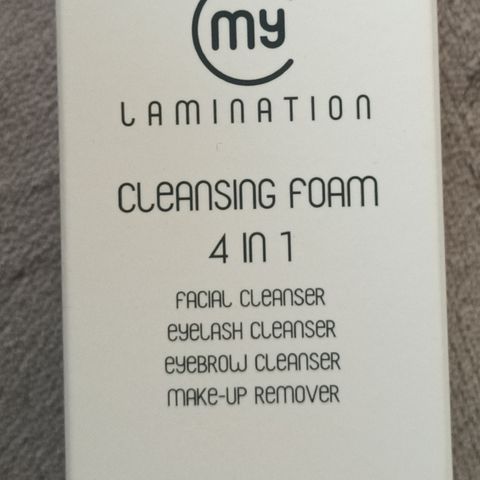 my
LAMINATION
CLEANSING FOAM
4 IN 1
FACIAL CLEANSER
EYELASH CLEANSER
EYEBROW CLEANSER
MAKE-UP REMOVER